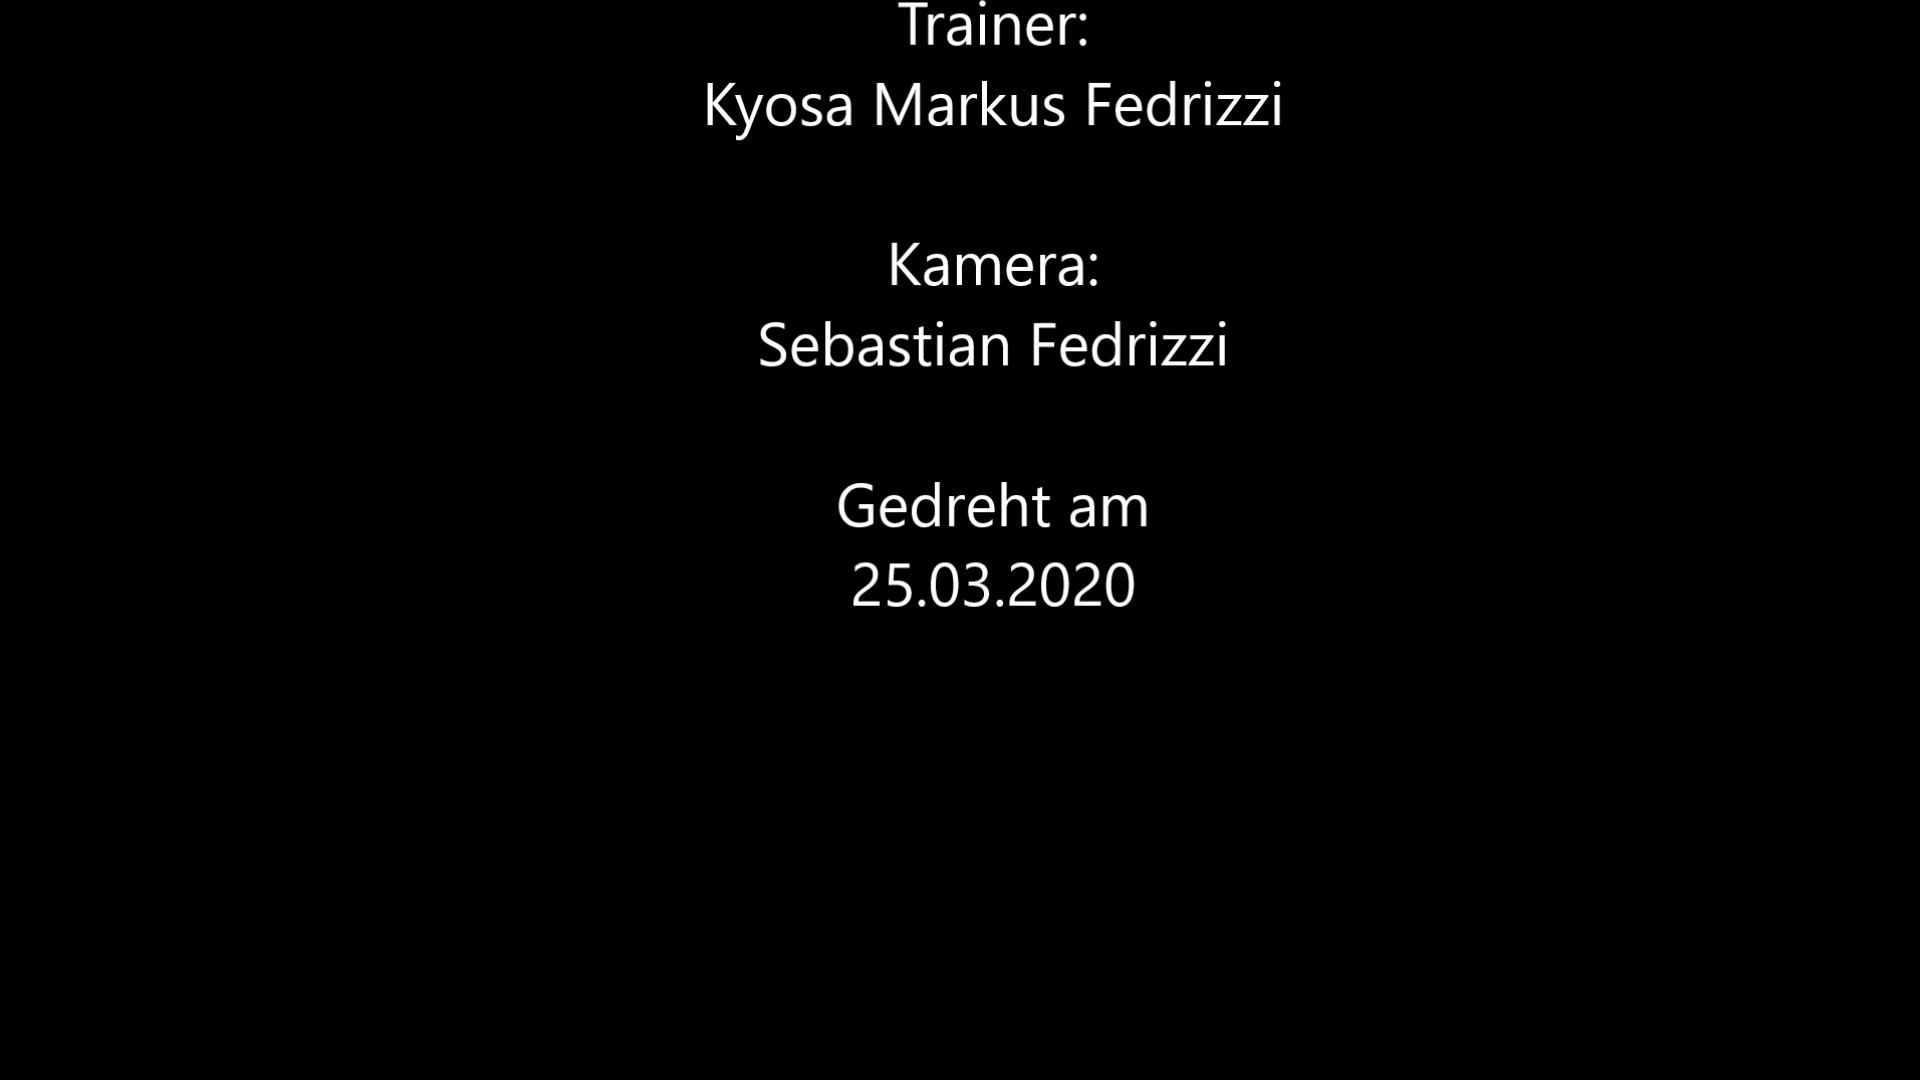 Trainer:
Kyosa Markus Fedrizzi
Kamera:
Sebastian Fedrizzi
Gedreht am
25.03.2020